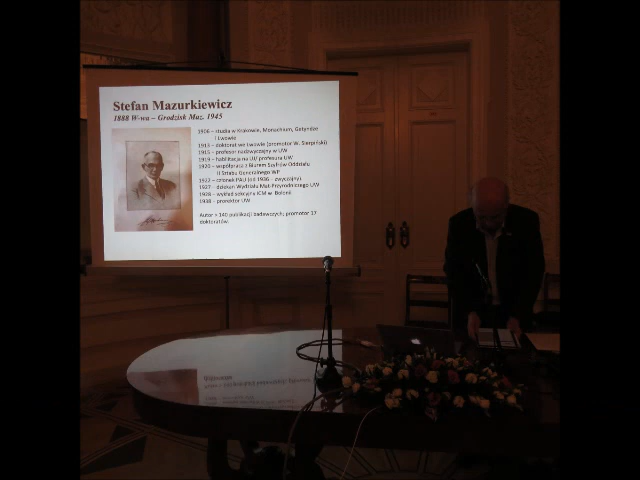 Stefan Mazurkiewicz
1888 W-wa – Grodzisk Maz. 1945
1906 – studia w Krakowie, Monachium, Getyndze
i Lwowie
1913 – doktorat we Lwowie (promotor W. Sierpiński)
1915 – profesor nadzwyczajny w UW
1919 – habilitacja na UJ/ profesura UW
1920 – współpraca z Biurem Szyfrów Oddziału
II Sztabu Generalnego WP
1922 – członek PAU (od 1936 – zwyczajny)
1927 – dziekan Wydziału Mat-Przyrodniczego UW
1928 – wykład sekcyjny ICM w Bolonii
1938 – prorektor UW
Autor > 140 publikacji badawczych; promotor 17
doktoratów.